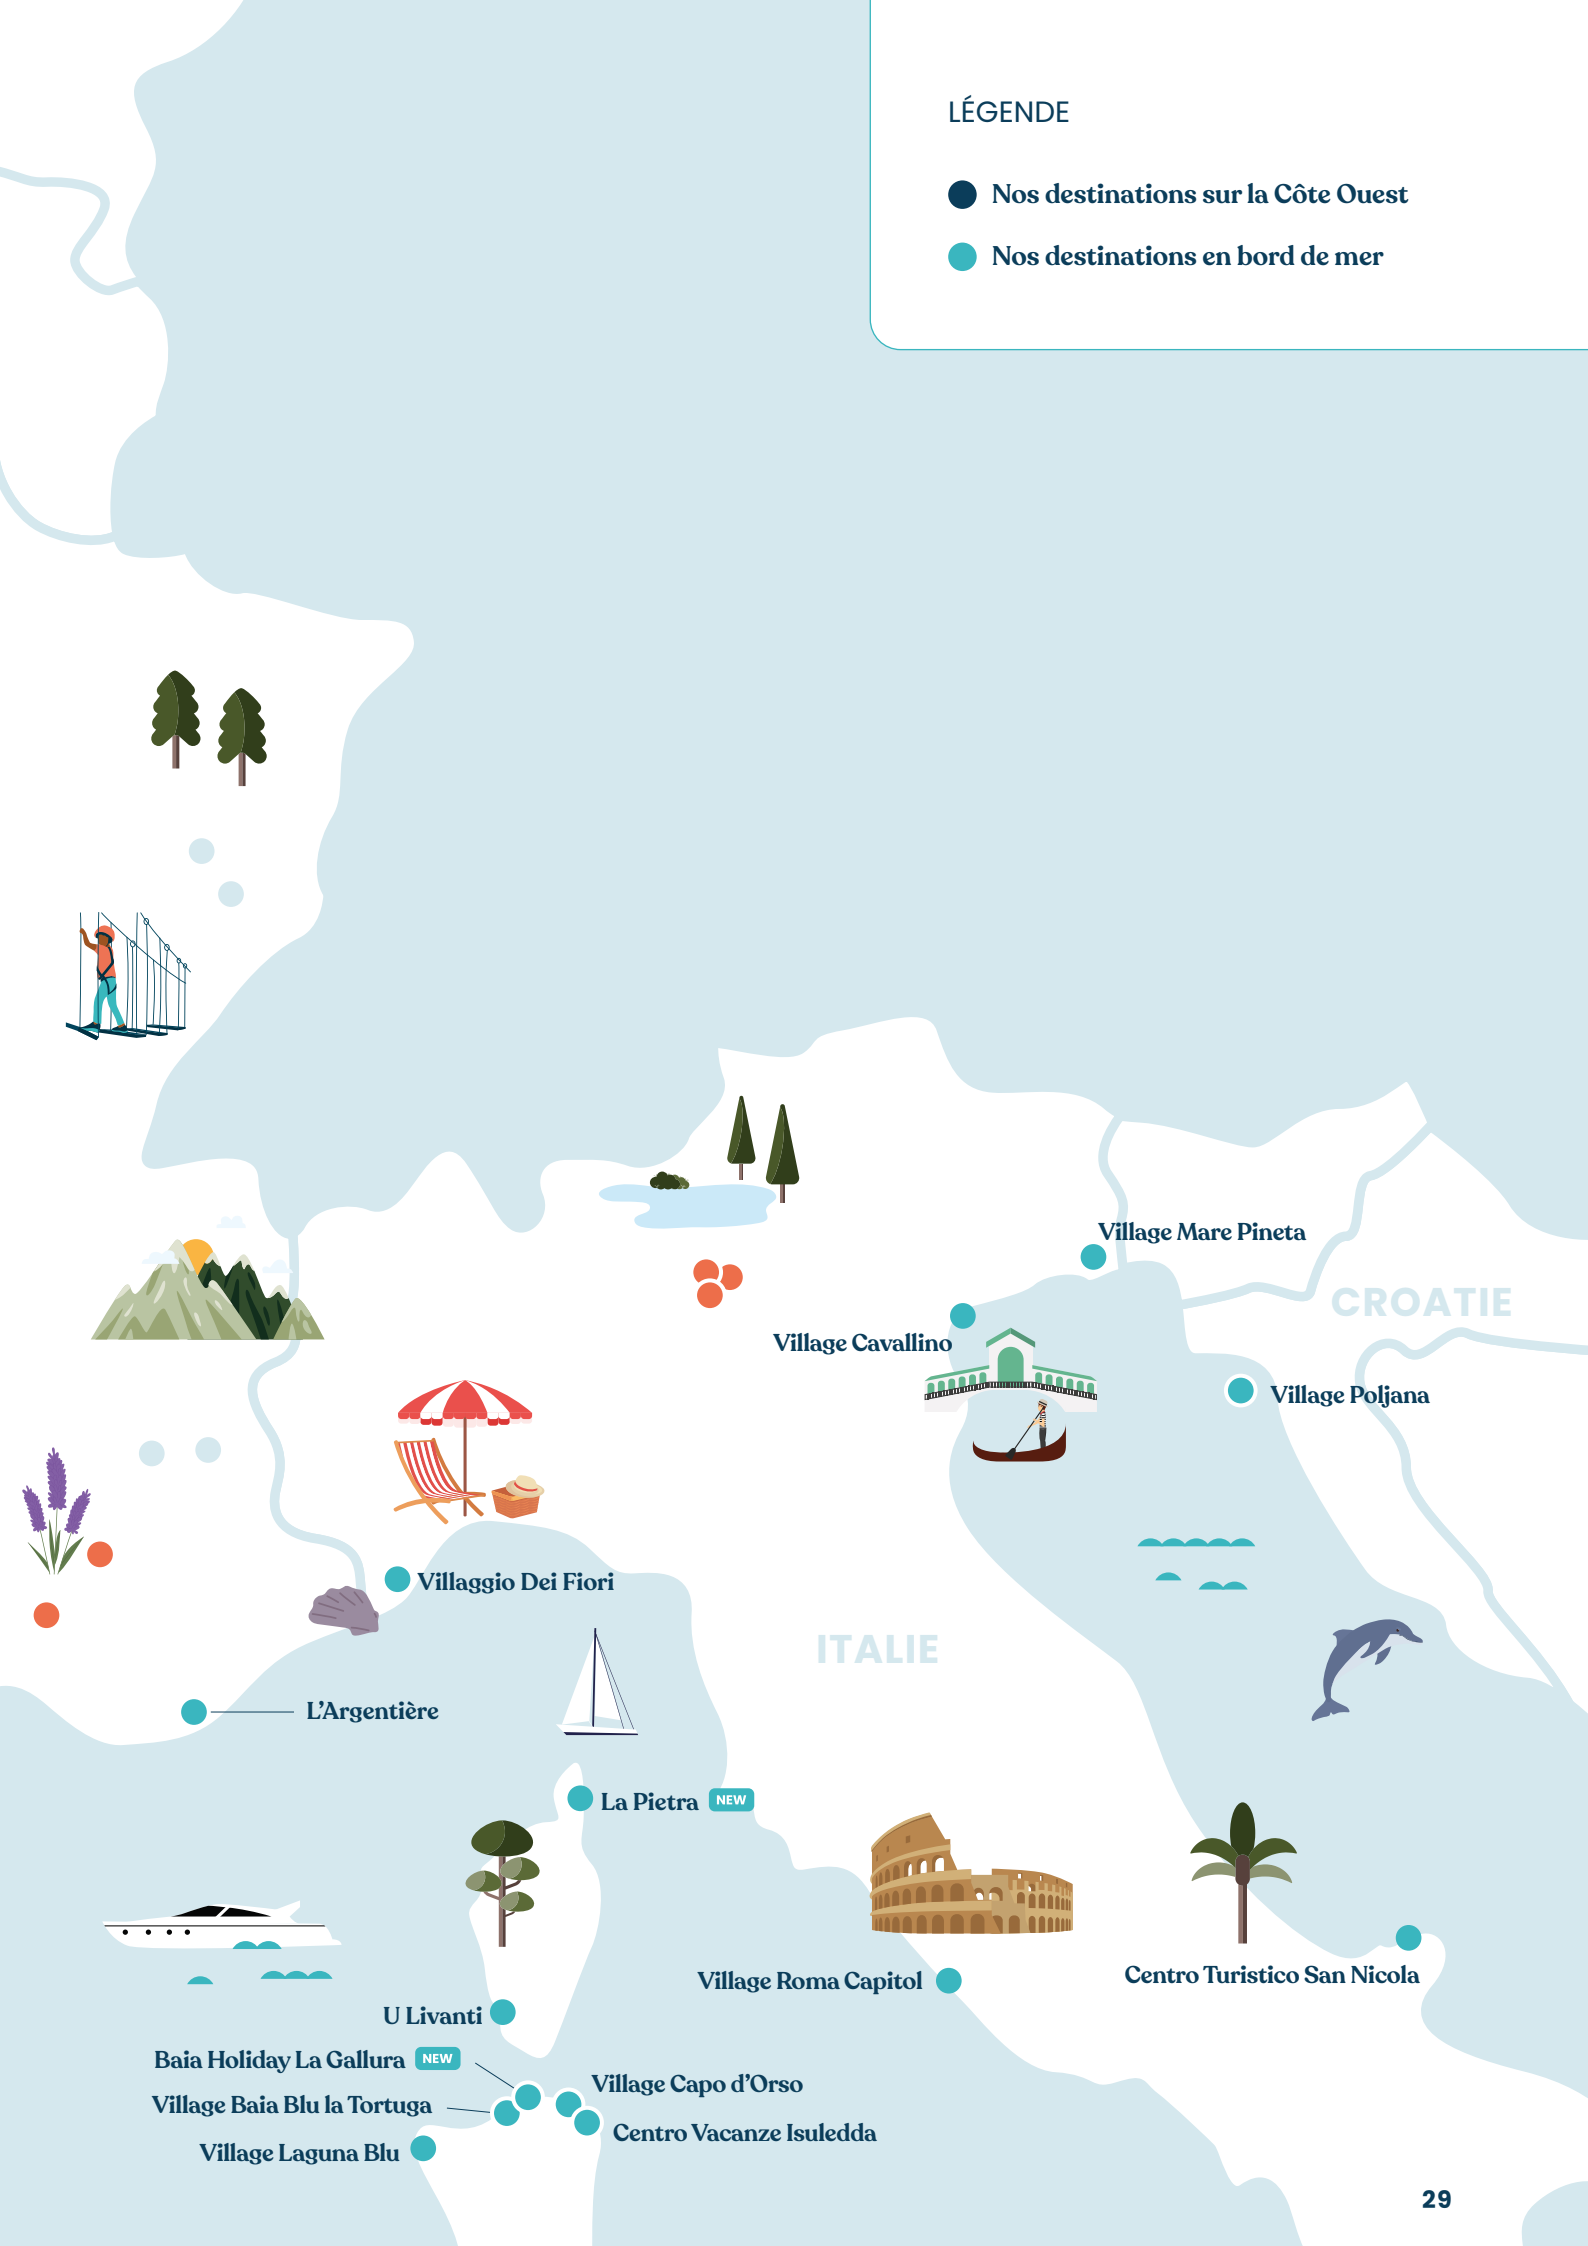 LÉGENDE
Nos destinations sur la Côte Ouest
Nos destinations en bord de mer
Village Mare Pineta
CROATIE
Village Cavallino
Village Poljana
Villaggio Dei Fiori
ITALIE
L’Argentière
La Pietra NEW
Village Roma Capitol
Centro Turistico San Nicola
U Livanti
Baia Holiday La Gallura NEW
Village Capo d’Orso
Village Baia Blu la Tortuga
Centro Vacanze Isuledda
Village Laguna Blu
29